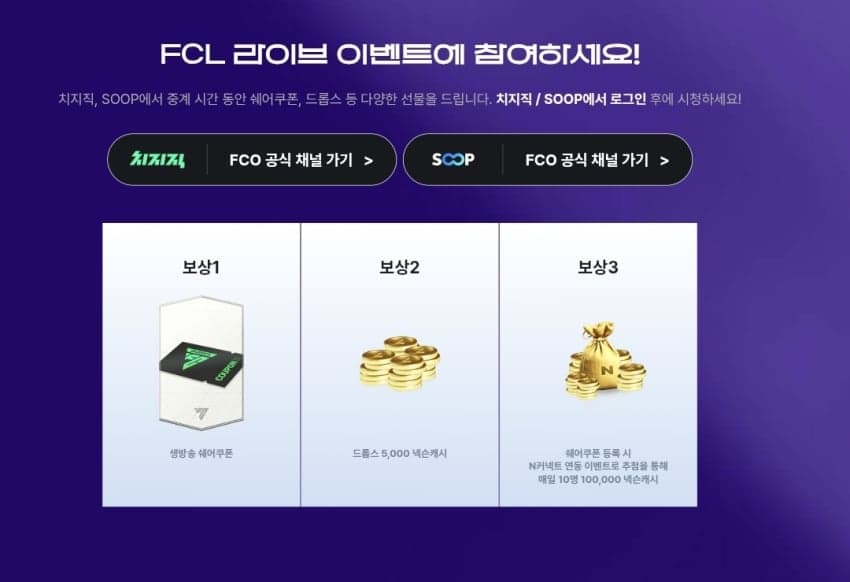 FCL 라이브 이벤트에 참여하세요!
치지직, SOOP에서 중계 시간 동안 쉐어쿠폰, 드롭스 등 다양한 선물을 드립니다. 치지직 / SOOP에서 로그인 후에 시청하세요!
치지직 FCO 공식 채널 가기 >
SOOP FCO 공식 채널 가기 >
보상1
보상2
보상3
COUPON
N
생방송 쉐어쿠폰
드롭스 5,000 넥슨캐시
쉐어쿠폰 등록 시
N커넥트 연동 이벤트로 추첨을 통해
매일 10명 100,000 넥슨캐시